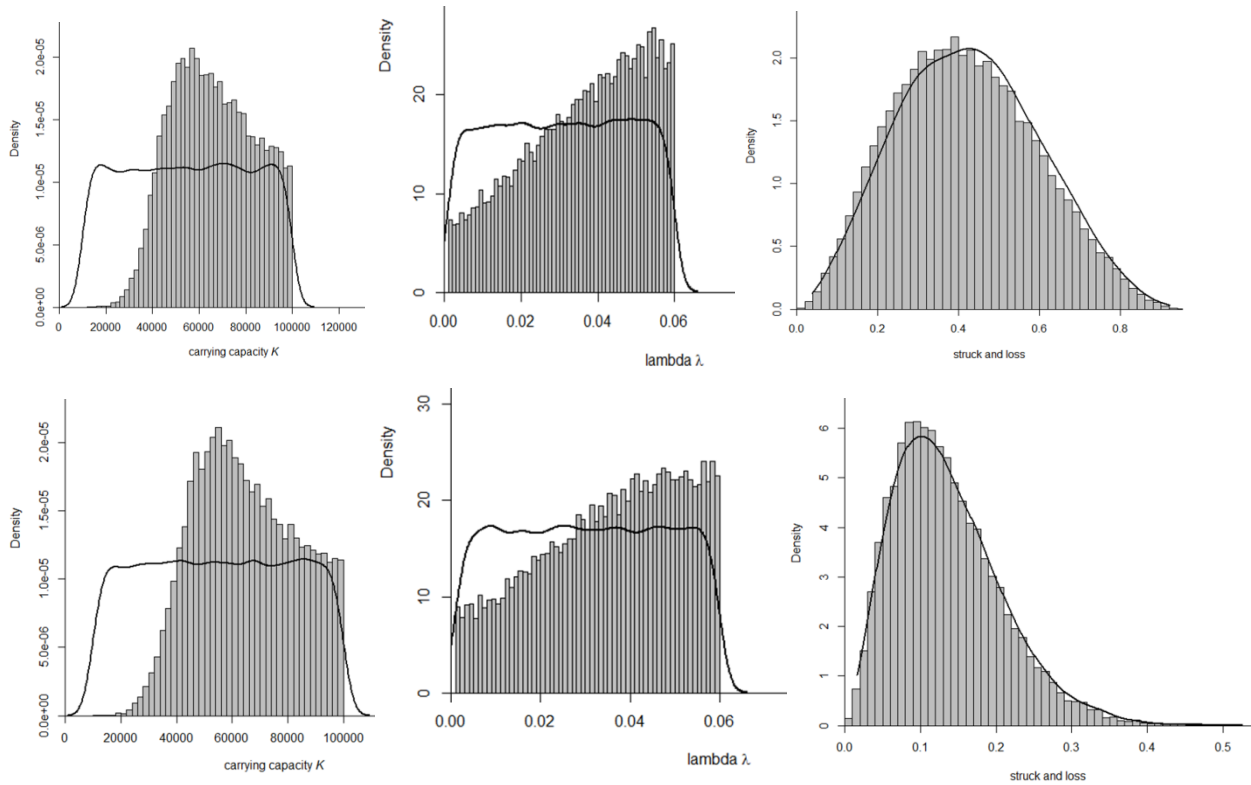 Density
0.0e+00 5.0e-06 1.0e-05 1.5e-05 2.0e-05
0 20000 40000 60000 80000 100000 120000
carrying capacity K
Density
0 10 20
0.00 0.02 0.04 0.06
lambda λ
Density
0.0 0.5 1.0 1.5 2.0
0.0 0.2 0.4 0.6 0.8
struck and loss
Density
0.0e+00 5.0e-06 1.0e-05 1.5e-05 2.0e-05
0 20000 40000 60000 80000 100000
carrying capacity K
Density
0 10 20 30
0.00 0.02 0.04 0.06
lambda λ
Density
0 1 2 3 4 5 6
0.0 0.1 0.2 0.3 0.4 0.5
struck and loss